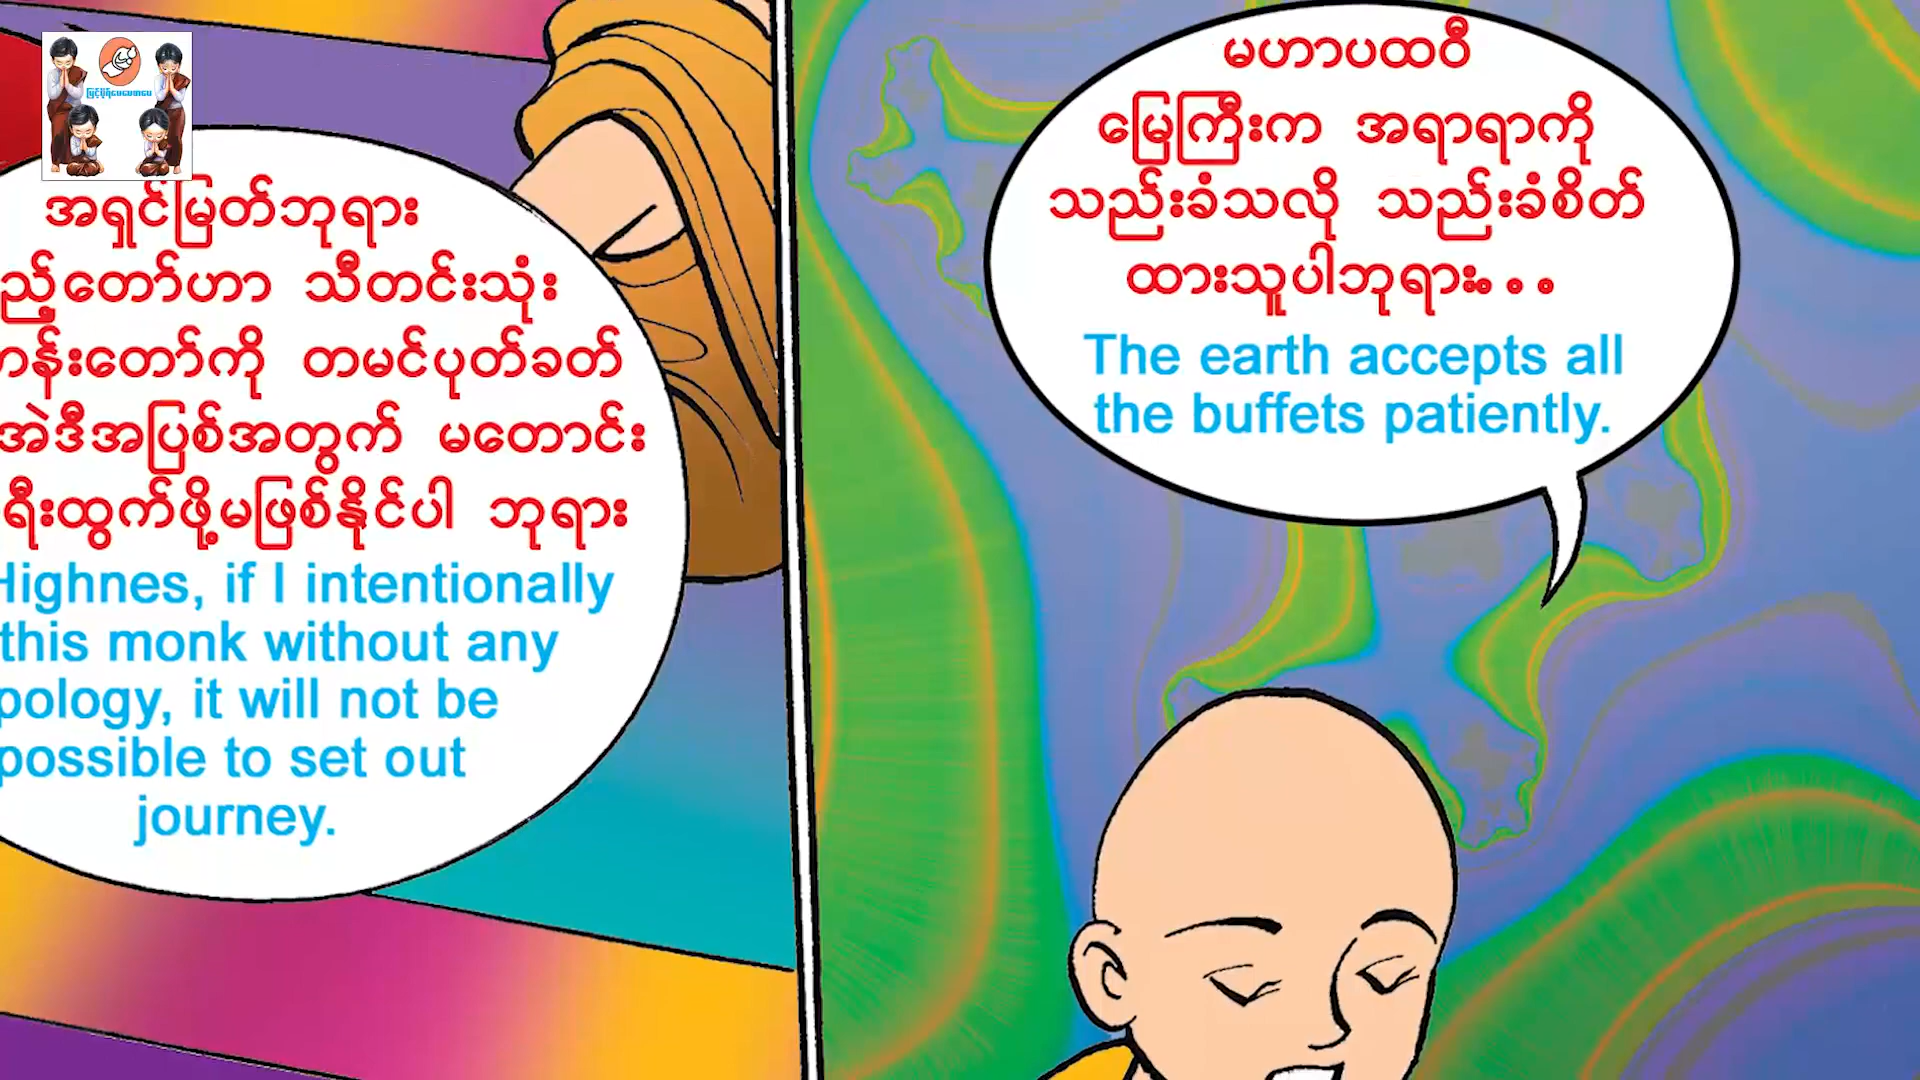 အရှင်မြတ်ဘုရား
ည့်တော်ဟာ သီတင်းသုံး
ဘန်းတော်ကို တမင်ပုတ်ခတ်
အဲဒီအပြစ်အတွက် မတောင်း
ရီးထွက်ဖို့မဖြစ်နိုင်ပါ ဘုရား
Highnes, if I intentionally
this monk without any
pology, it will not be
possible to set out
journey.
မဟာပထဝီ
မြေကြီးက အရာရာကို
သည်းခံသလို သည်းခံစိတ်
ထားသူပါဘုရား...
The earth accepts all
the buffets patiently.